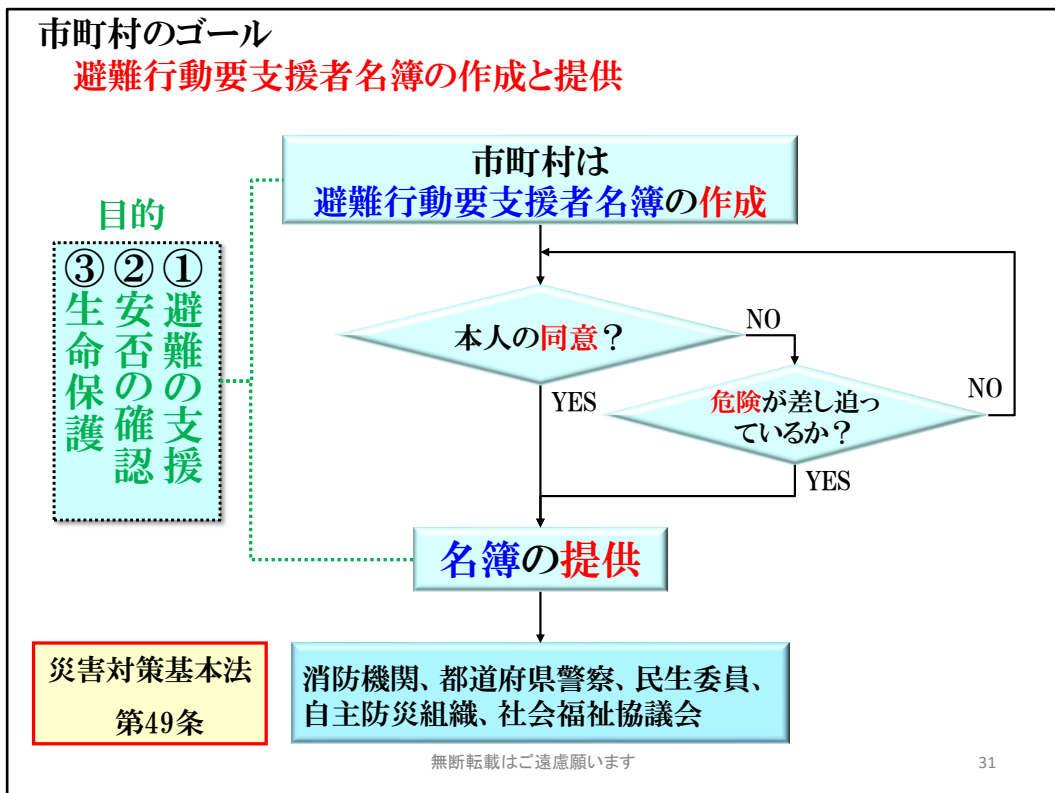 市町村のゴール
避難行動要支援者名簿の作成と提供
市町村は
避難行動要支援者名簿の作成
目的
①避難の支援
②安否の確認
③生命保護
本人の同意？
NO
YES
危険が差し迫っ
ているか？
NO
YES
名簿の提供
災害対策基本法
第49条
消防機関、都道府県警察、民生委員、
自主防災組織、社会福祉協議会
無断転載はご遠慮願います
31